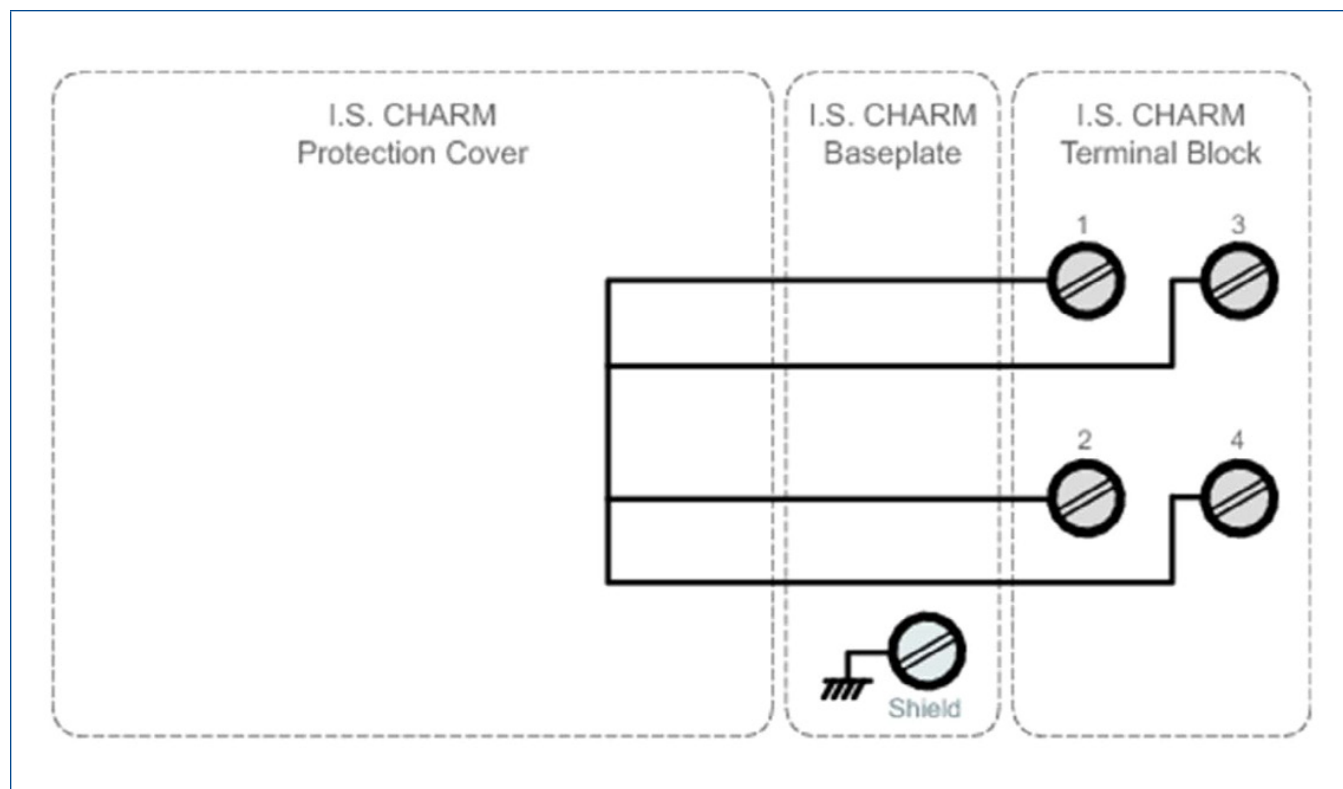 I.S. CHARM
Protection Cover
I.S. CHARM
Baseplate
I.S. CHARM
Terminal Block
1
3
2
4
Shield